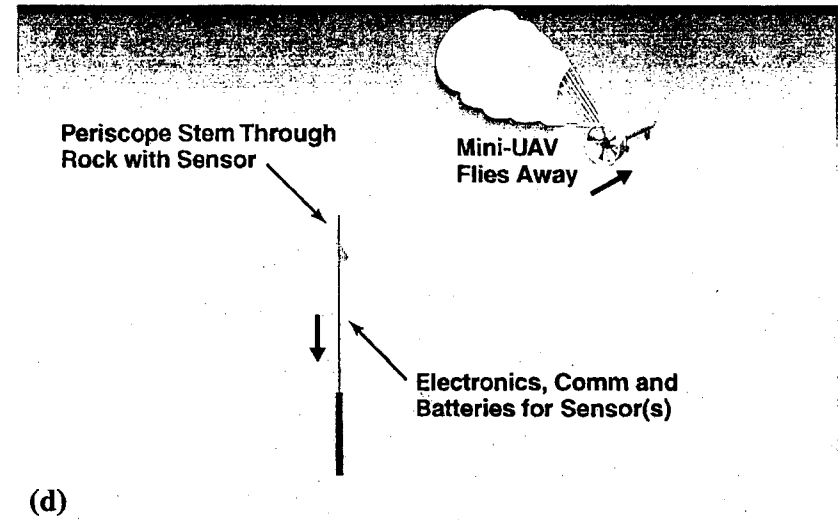 Periscope Stem Through
Rock with Sensor
Mini-UAV
Flies Away
Electronics, Comm and
Batteries for Sensor(s)
(d)